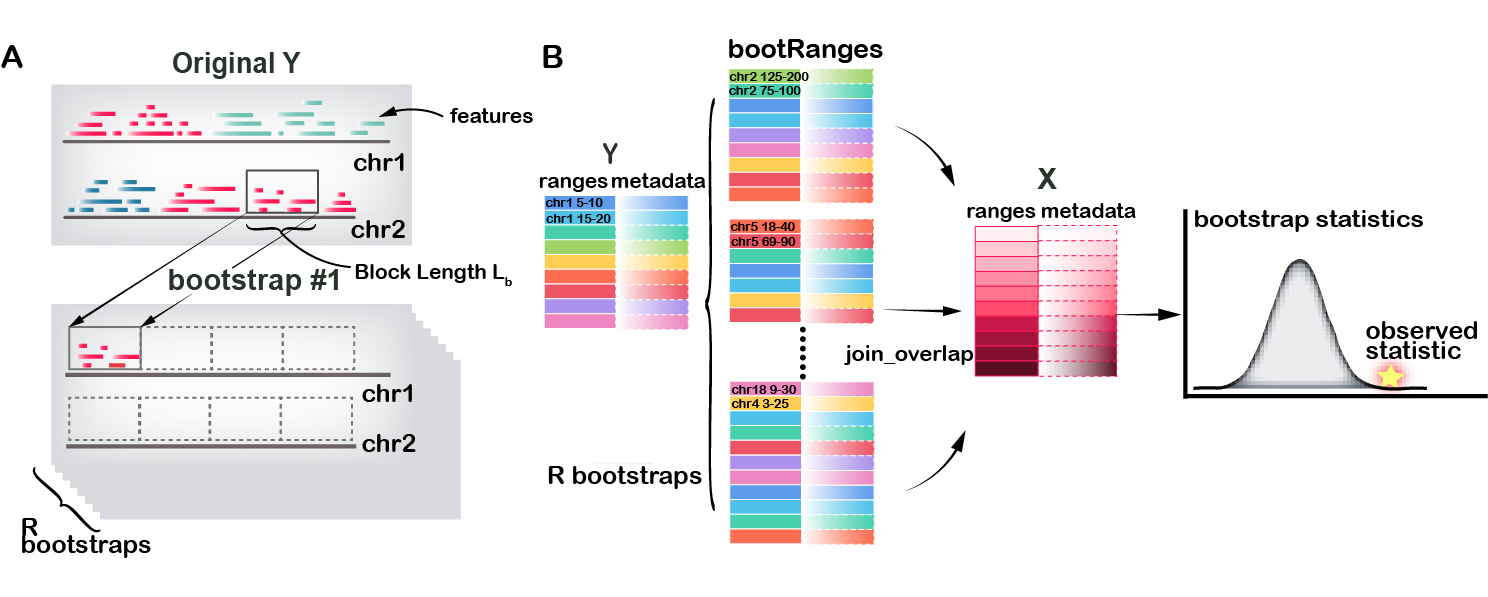 A
Original Y
features
chr1
chr2
Block Length Lb
bootstrap #1
chr1
chr2
R
bootstraps
B
bootRanges
chr2 125-200
chr2 75-100
Y
ranges metadata
chr1 5-10
chr1 15-20
chr5 18-40
chr5 69-90
join_overlap
chr18 9-30
chr4 3-25
R bootstraps
X
ranges metadata
bootstrap statistics
observed
statistic